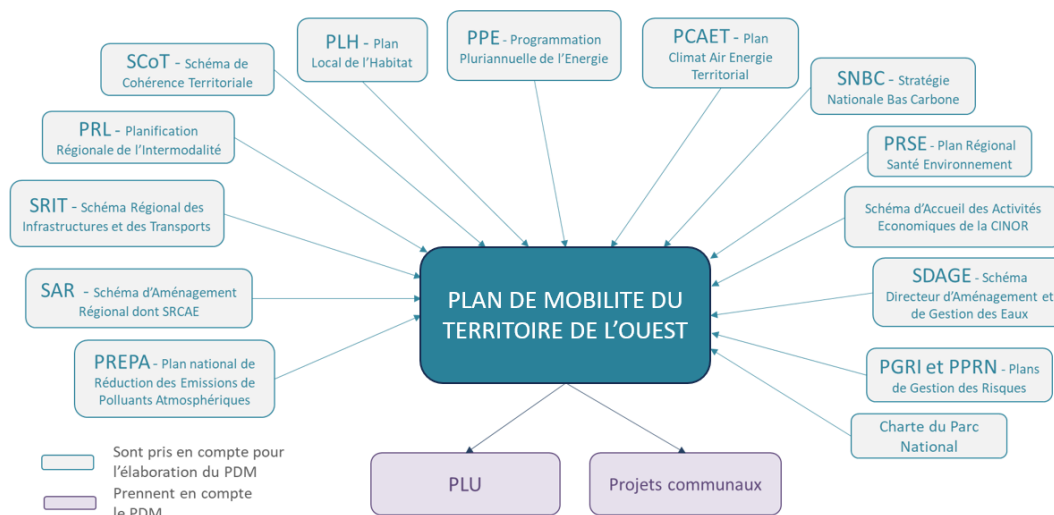 PLH - Plan
Local de l'Habitat
PPE - Programmation
Pluriannuelle de l'Energie
PCAET - Plan
Climat Air Energie
Territorial
SCoT - Schéma de
Cohérence Territoriale
SNBC - Stratégie
Nationale Bas Carbone
PRL - Planification
Régionale de l'Intermodalité
PRSE - Plan Régional
Santé Environnement
SRIT - Schéma Régional des
Infrastructures et des Transports
Schéma d'Accueil des Activités
Economiques de la CINOR
SAR - Schéma d'Aménagement
Régional dont SRCAE
PLAN DE MOBILITE DU
TERRITOIRE DE L'OUEST
SDAGE - Schéma
Directeur d'Aménagement et
de Gestion des Eaux
PREPA - Plan national de
Réduction des Emissions de
Polluants Atmosphériques
PGRI et PPRN - Plans
de Gestion des Risques
Charte du Parc
National
Sont pris en compte pour
l'élaboration du PDM
Prennent en compte
le PDM
PLU
Projets communaux